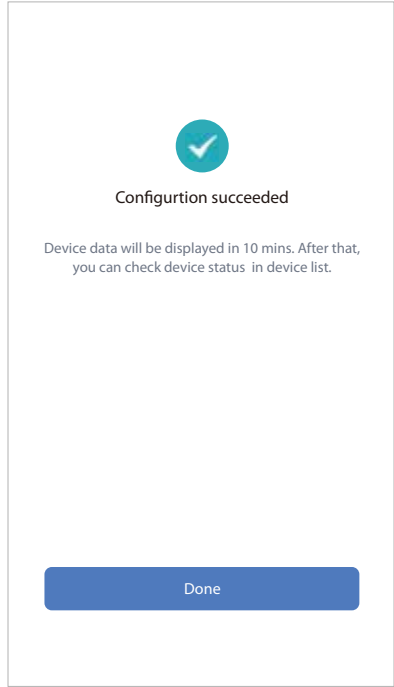 Configurtion succeeded
Device data will be displayed in 10 mins. After that,
you can check device status in device list.
Done